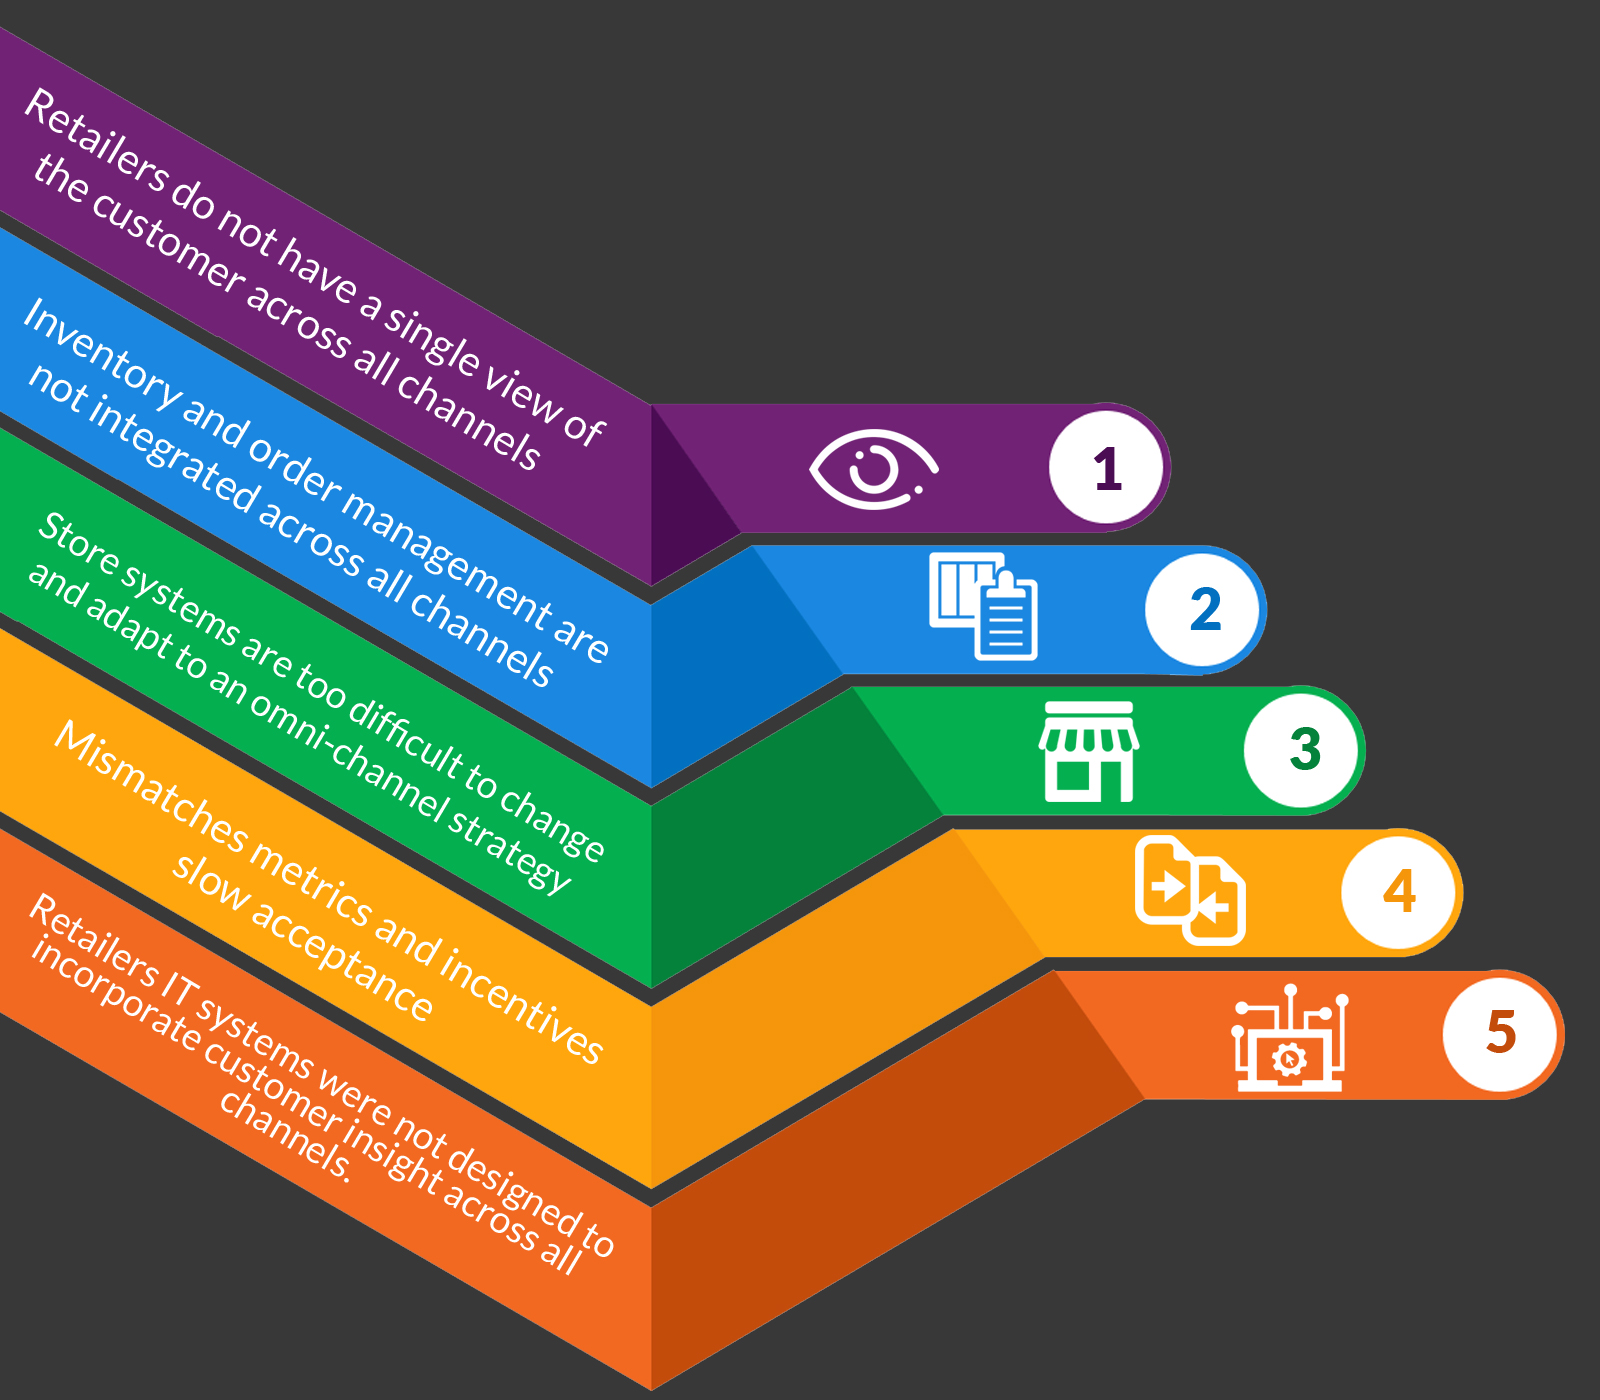 Retailers do not have a single view of
the customer across all channels
1
Inventory and order management are
not integrated across all channels
2
Store systems are too difficult to change
and adapt to an omni-channel strategy
3
Mismatches metrics and incentives
slow acceptance
4
Retailers IT systems were not designed to
incorporate customer insight across all
channels.
5